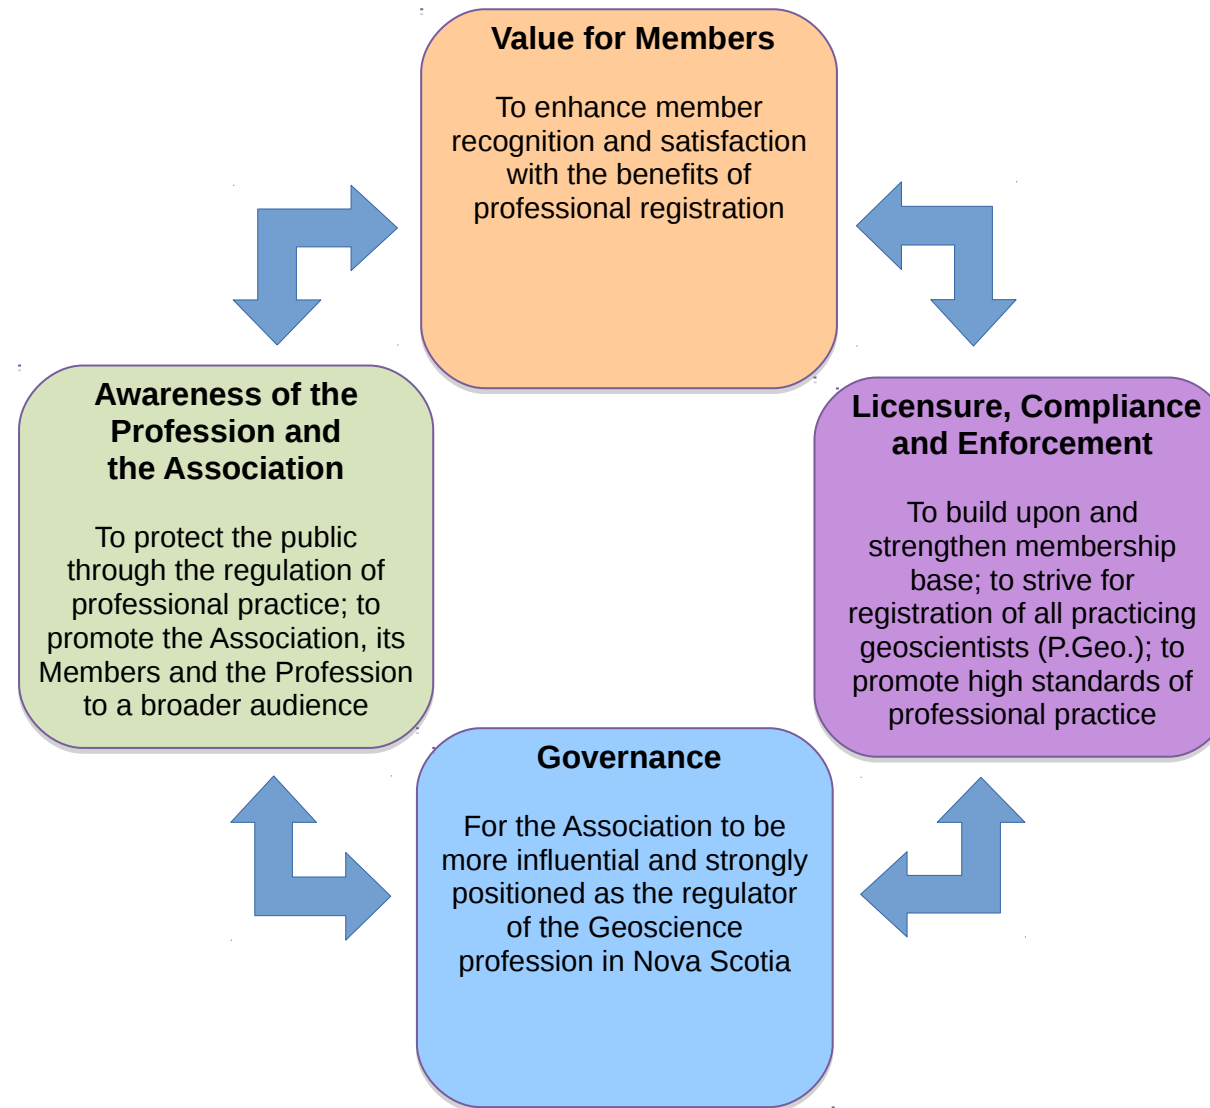 Value for Members
To enhance member
recognition and satisfaction
with the benefits of
professional registration
Awareness of the
Profession and
the Association
To protect the public
through the regulation of
professional practice; to
promote the Association, its
Members and the Profession
to a broader audience
Licensure, Compliance
and Enforcement
To build upon and
strengthen membership
base; to strive for
registration of all practicing
geoscientists (P.Geo.); to
promote high standards of
professional practice
Governance
For the Association to be
more influential and strongly
positioned as the regulator
of the Geoscience
profession in Nova Scotia